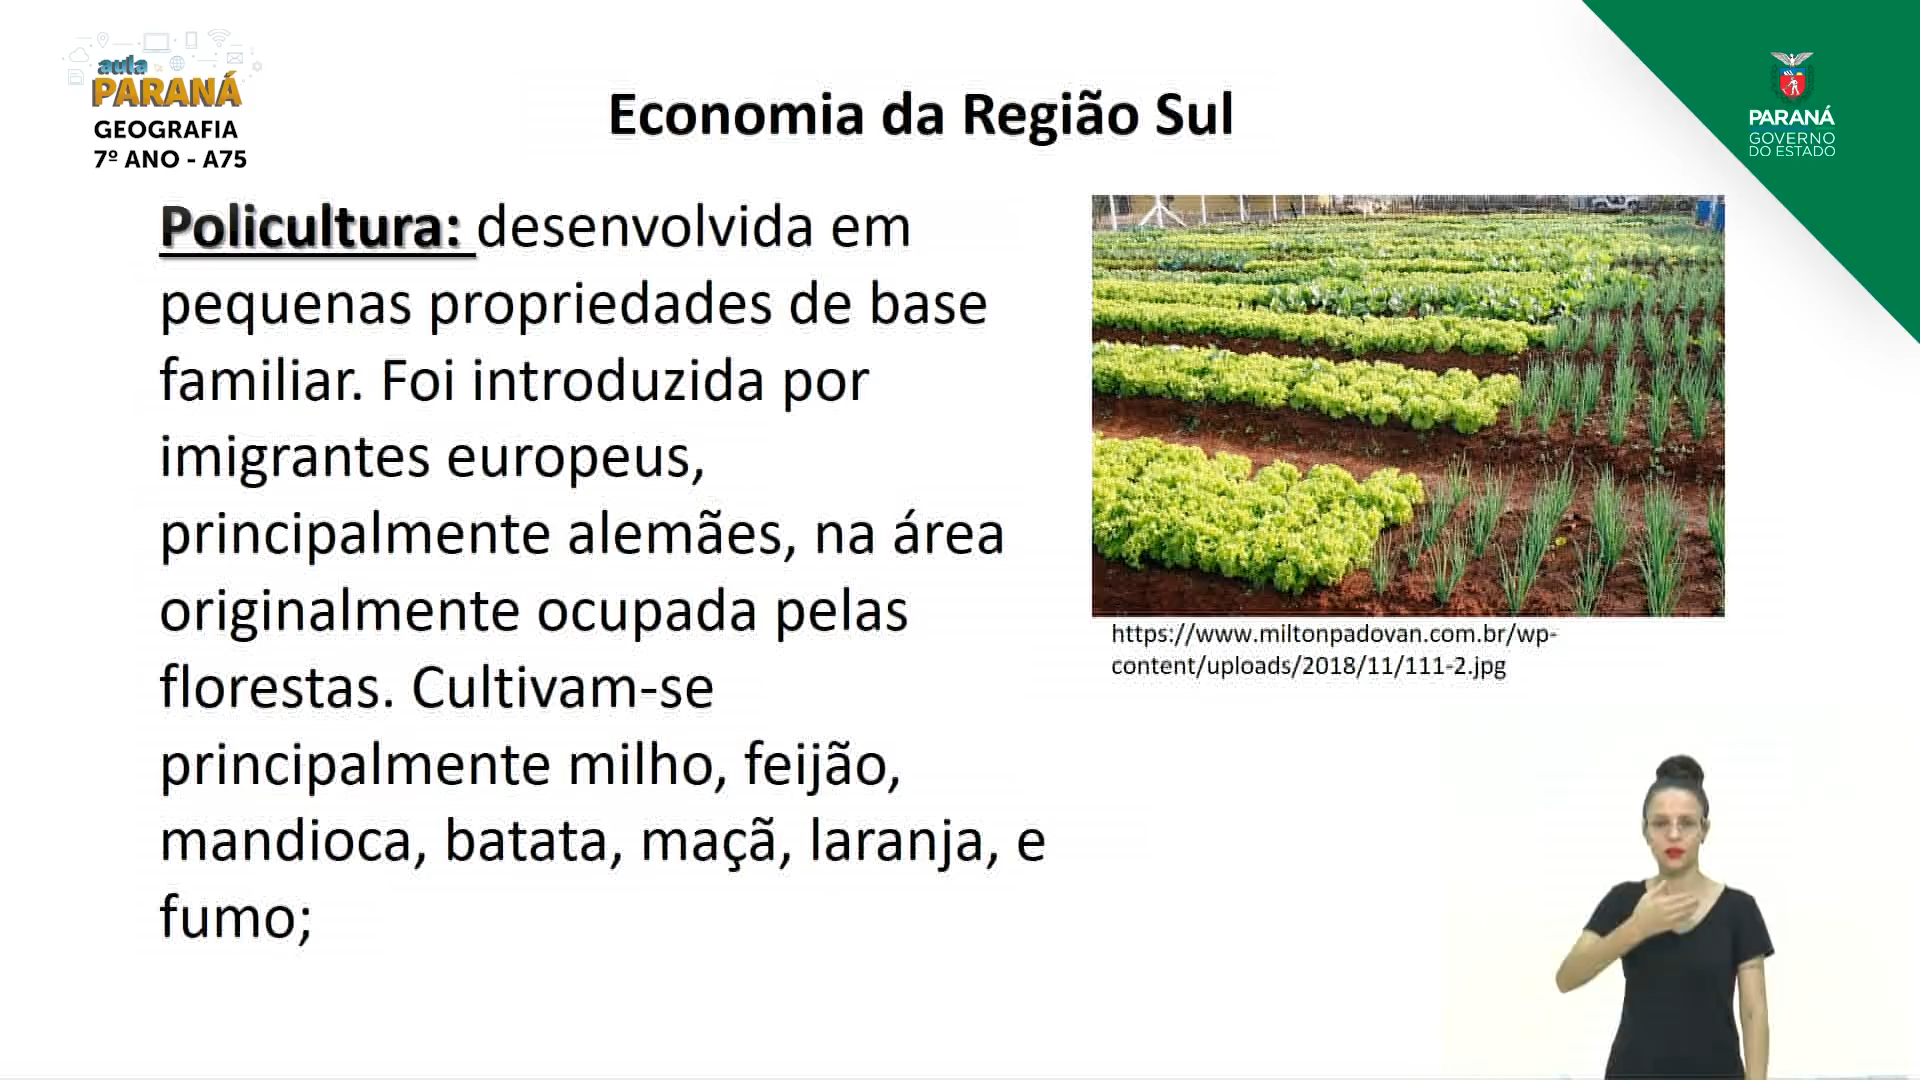 aula
PARANÁ
GEOGRAFIA
7º ANO - A75
Economia da Região Sul
PARANÁ
GOVERNO
DO ESTADO
Policultura: desenvolvida em
pequenas propriedades de base
familiar. Foi introduzida por
imigrantes europeus,
principalmente alemães, na área
originalmente ocupada pelas
florestas. Cultivam-se
principalmente milho, feijão,
mandioca, batata, maçã, laranja, e
fumo;
https://www.miltonpadovan.com.br/wp-
content/uploads/2018/11/111-2.jpg